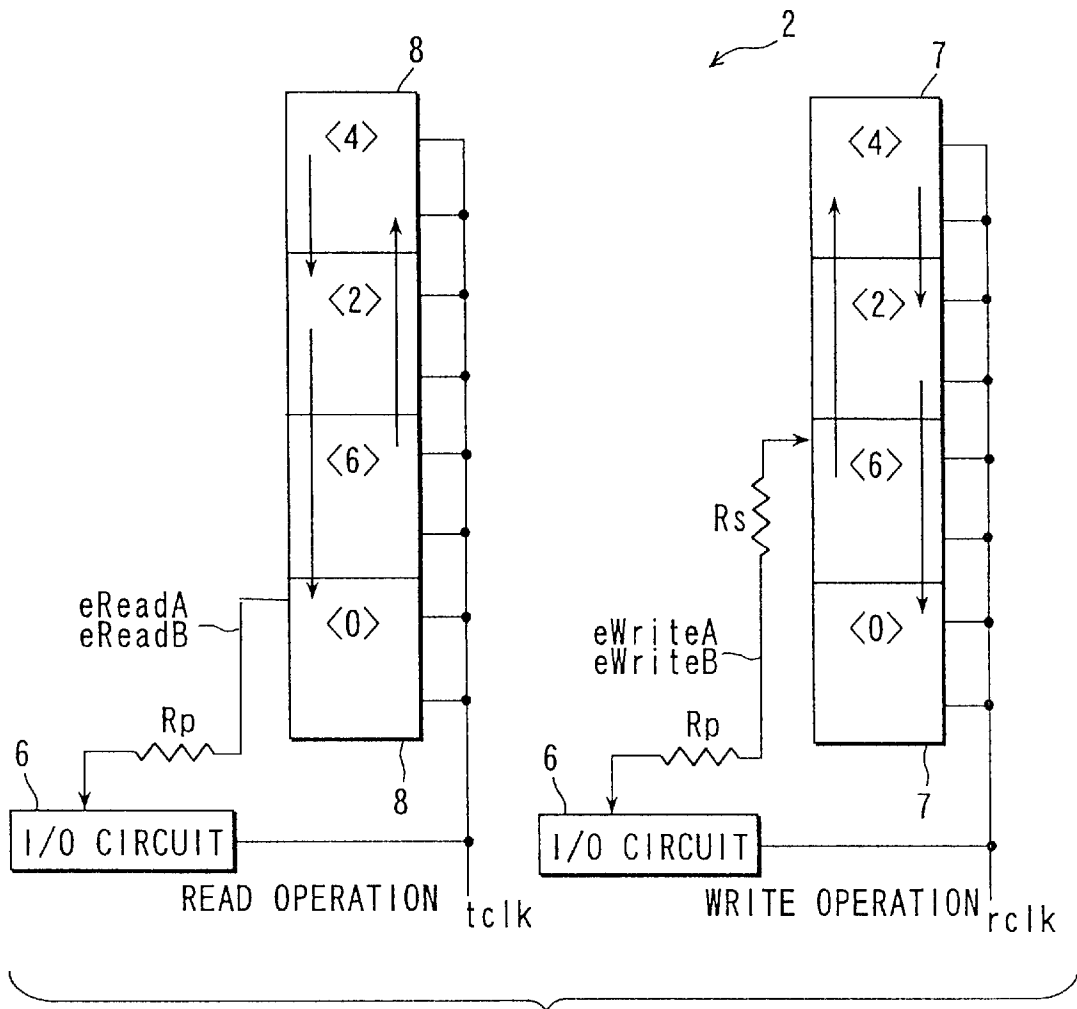 2
8
7
〈4〉
〈4〉
〈2〉
〈2〉
〈6〉
〈6〉
Rs
eReadA
eReadB
〈0〉
eWriteA
eWriteB
〈0〉
Rp
Rp
6
8
6
7
I/O CIRCUIT
I/O CIRCUIT
READ OPERATION
tclk
WRITE OPERATION
rclk